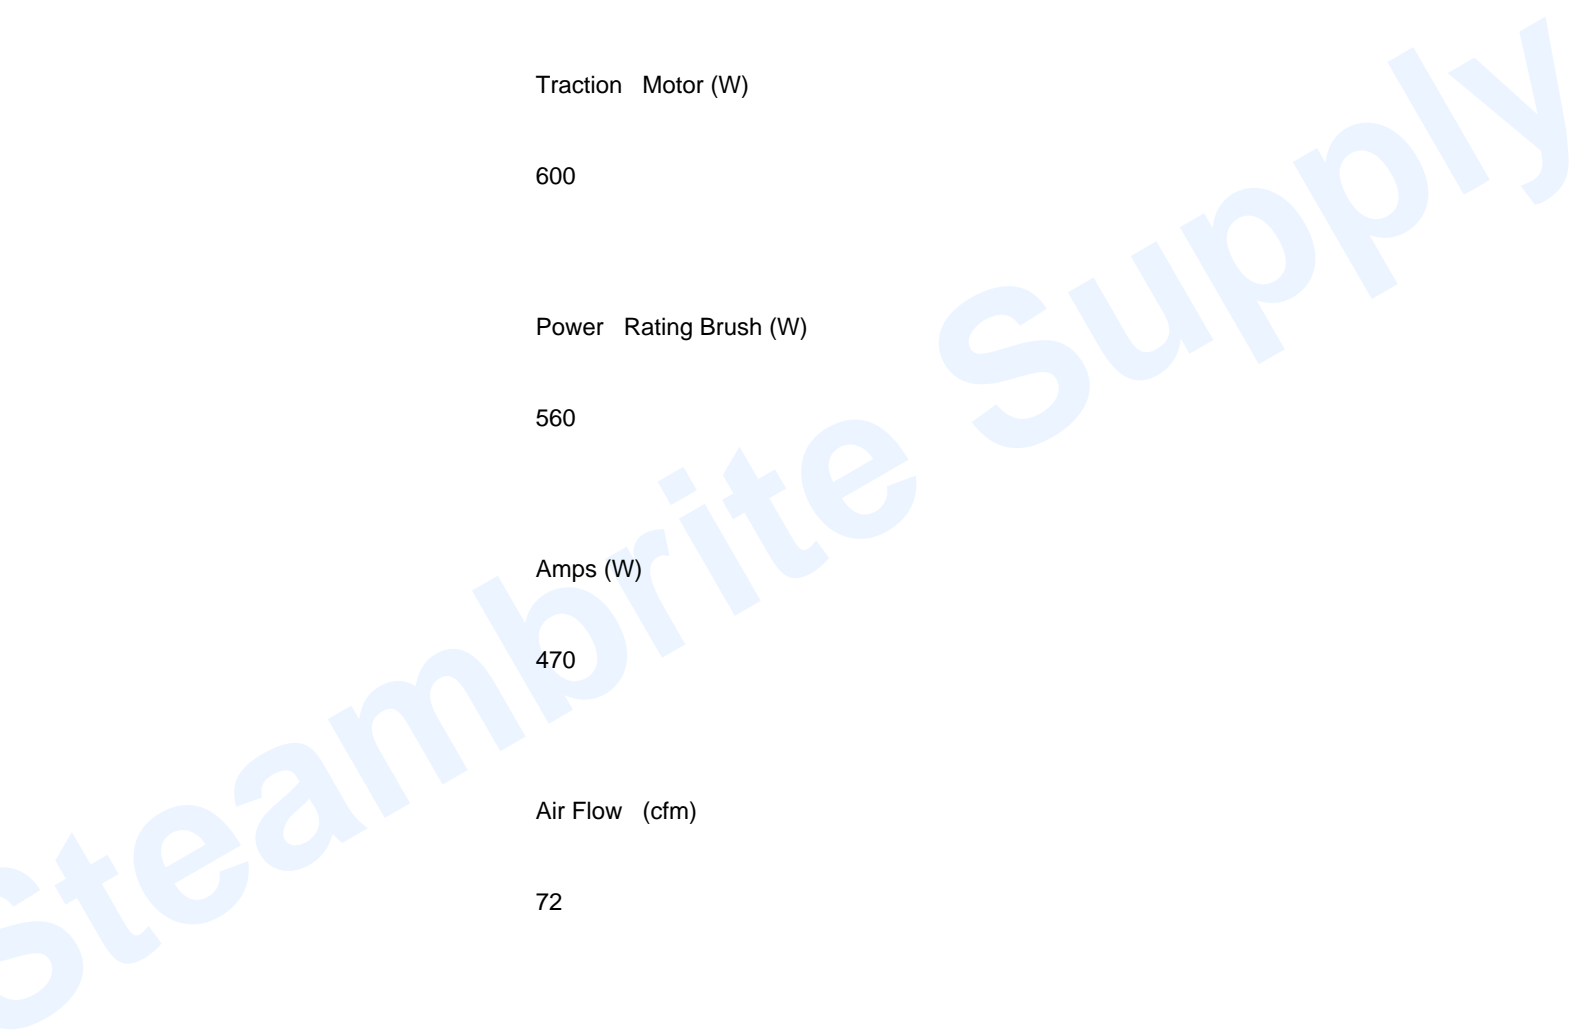 Traction Motor (W)
600
Power Rating Brush (W)
560
Amps (W)
470
Air Flow (cfm)
72
Steambrite Supply